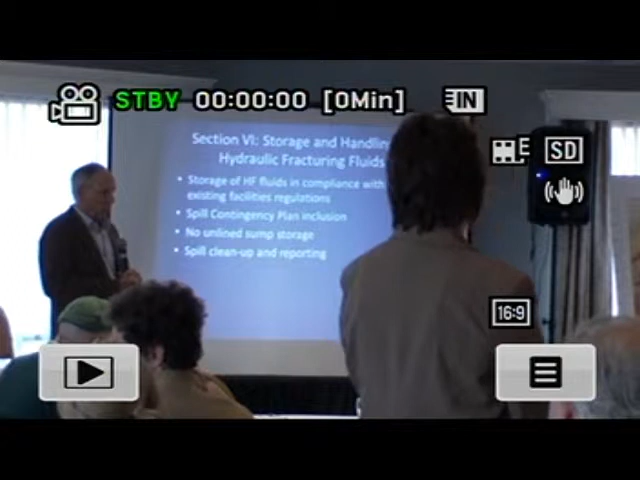 STBY 00:00:00 [0Min] IN
E SD
Section VI: Storage and Handlin
Hydraulic Fracturing Fluids
• Storage of HF fluids in compliance with
existing facilities regulations
• Spill Contingency Plan inclusion
• No unlined sump storage
• Spill clean-up and reporting
16:9